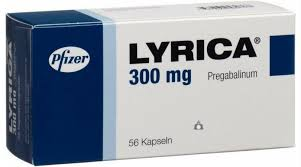 Pfizer
LYRICA®
300 mg
Pregabalinum
56 Kapseln